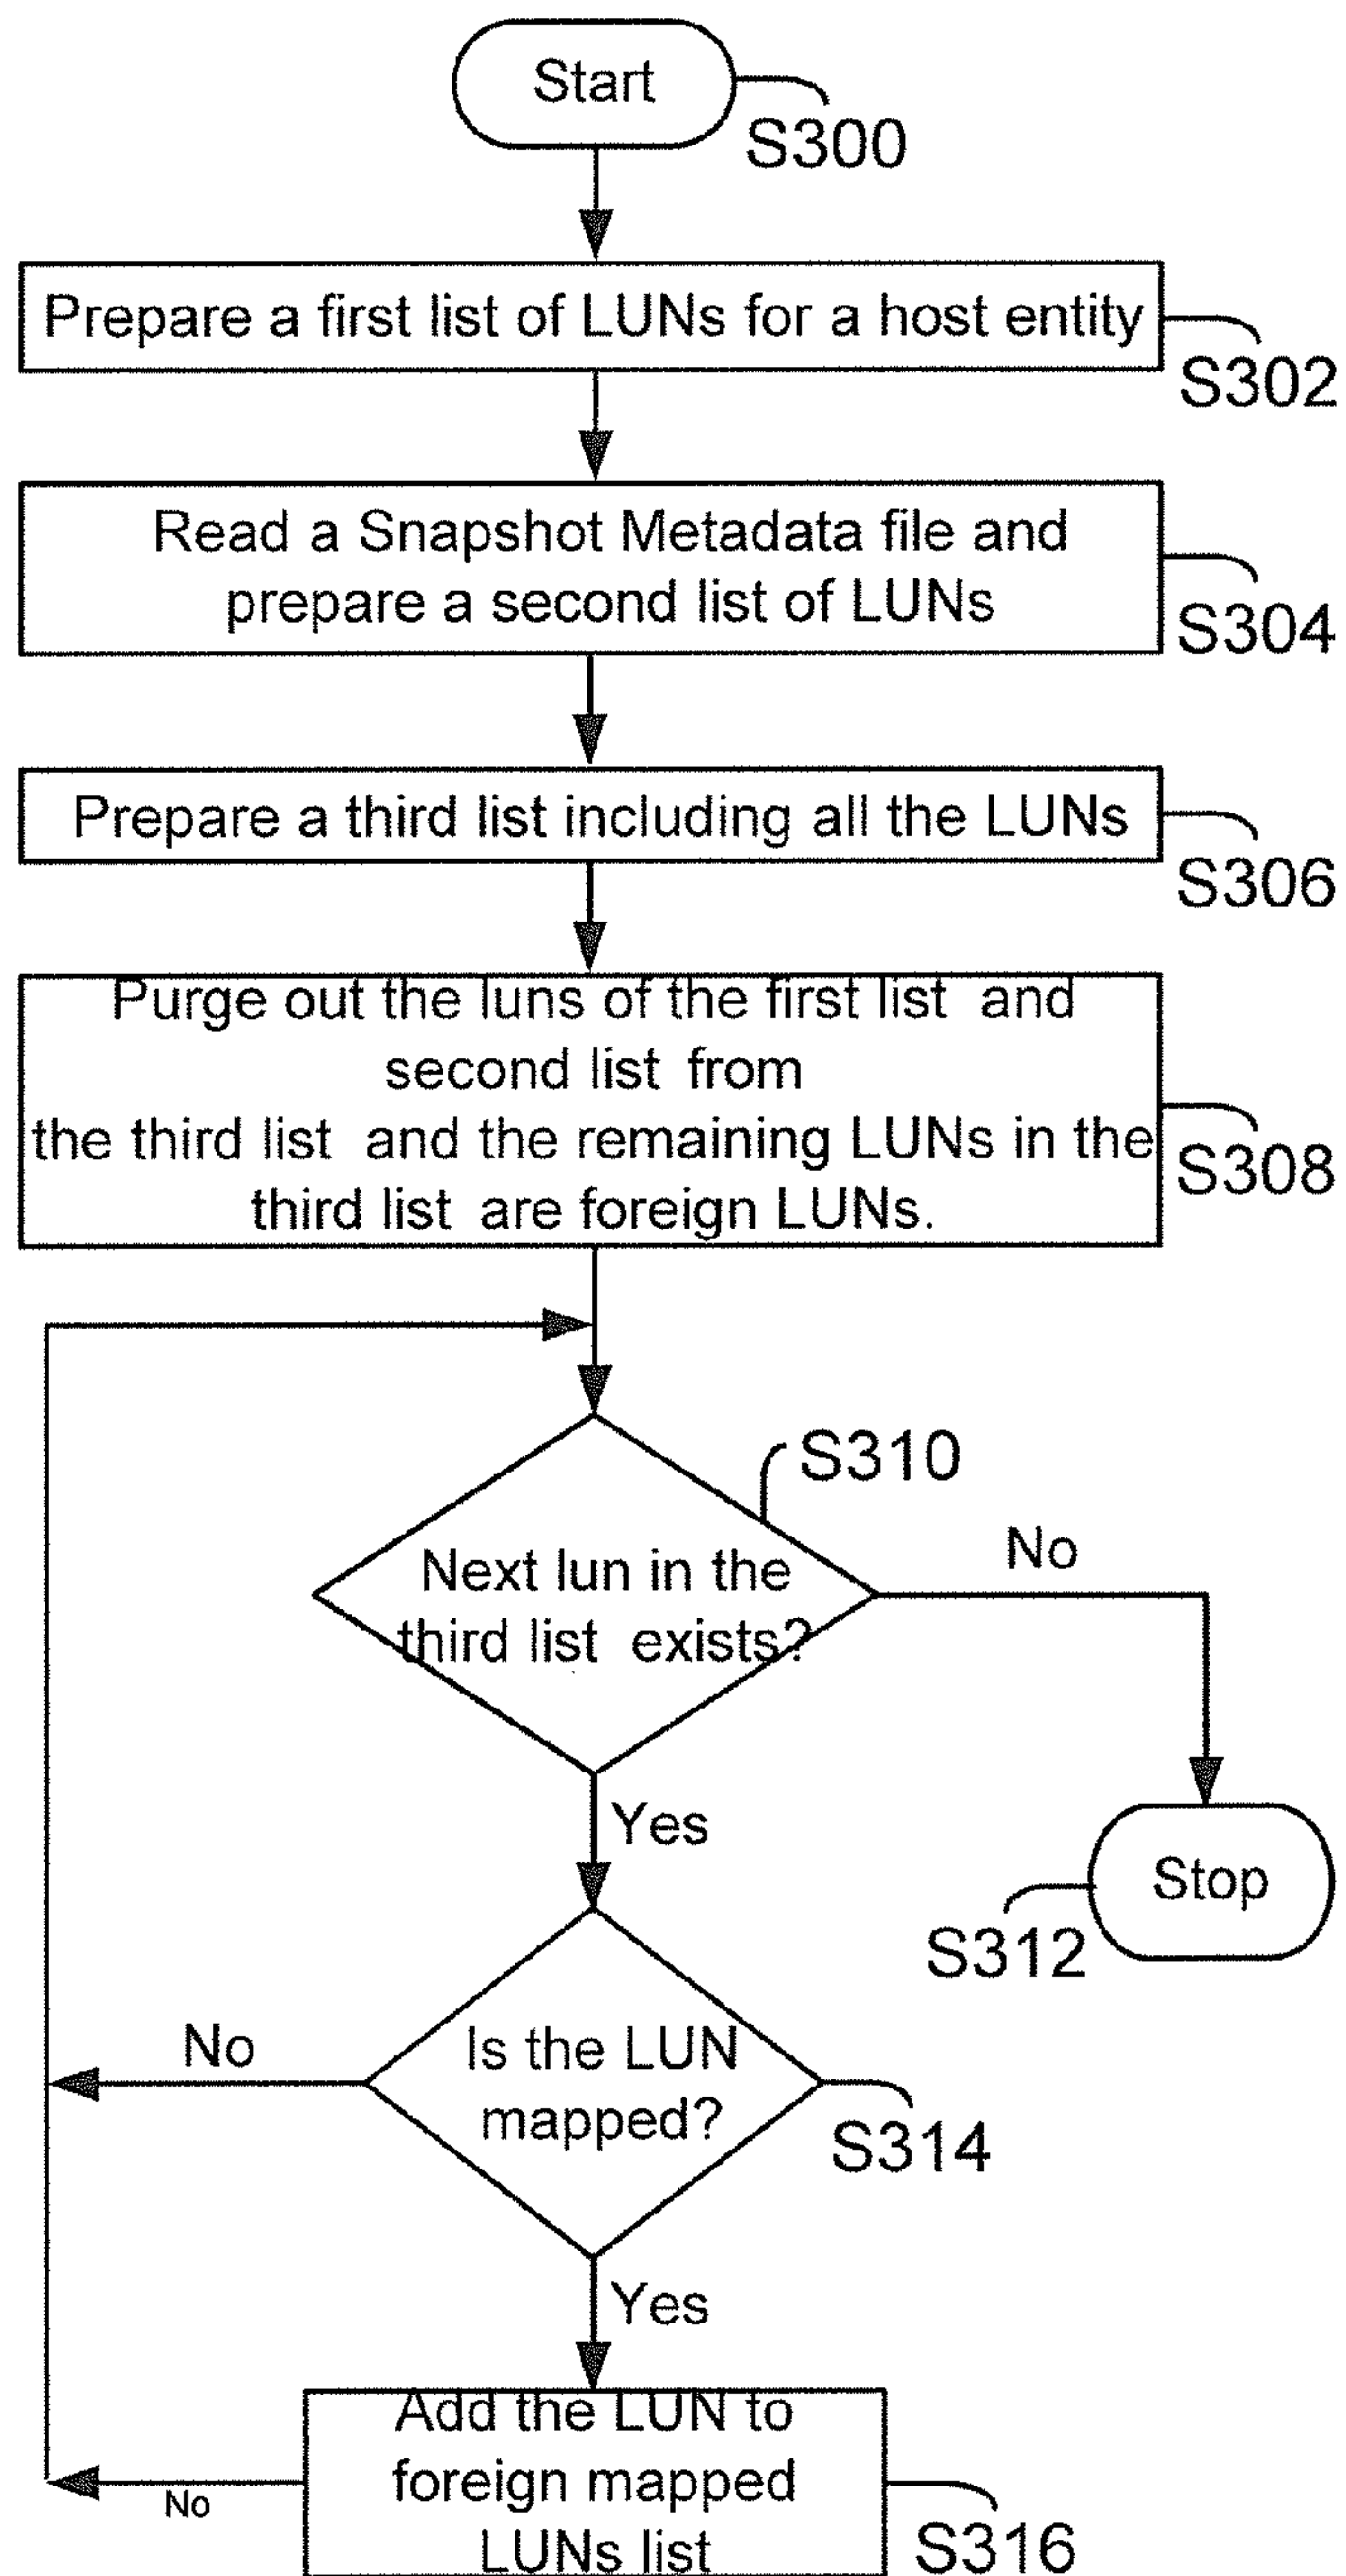 Start
S300
Prepare a first list of LUNs for a host entity
S302
Read a Snapshot Metadata file and
prepare a second list of LUNs
S304
Prepare a third list including all the LUNs
S306
Purge out the luns of the first list and
second list from
the third list and the remaining LUNs in the
third list are foreign LUNs.
S308
S310
Next lun in the
third list exists?
No
Yes
Stop
S312
Is the LUN
mapped?
No
S314
Yes
Add the LUN to
foreign mapped
LUNs list
No
S316